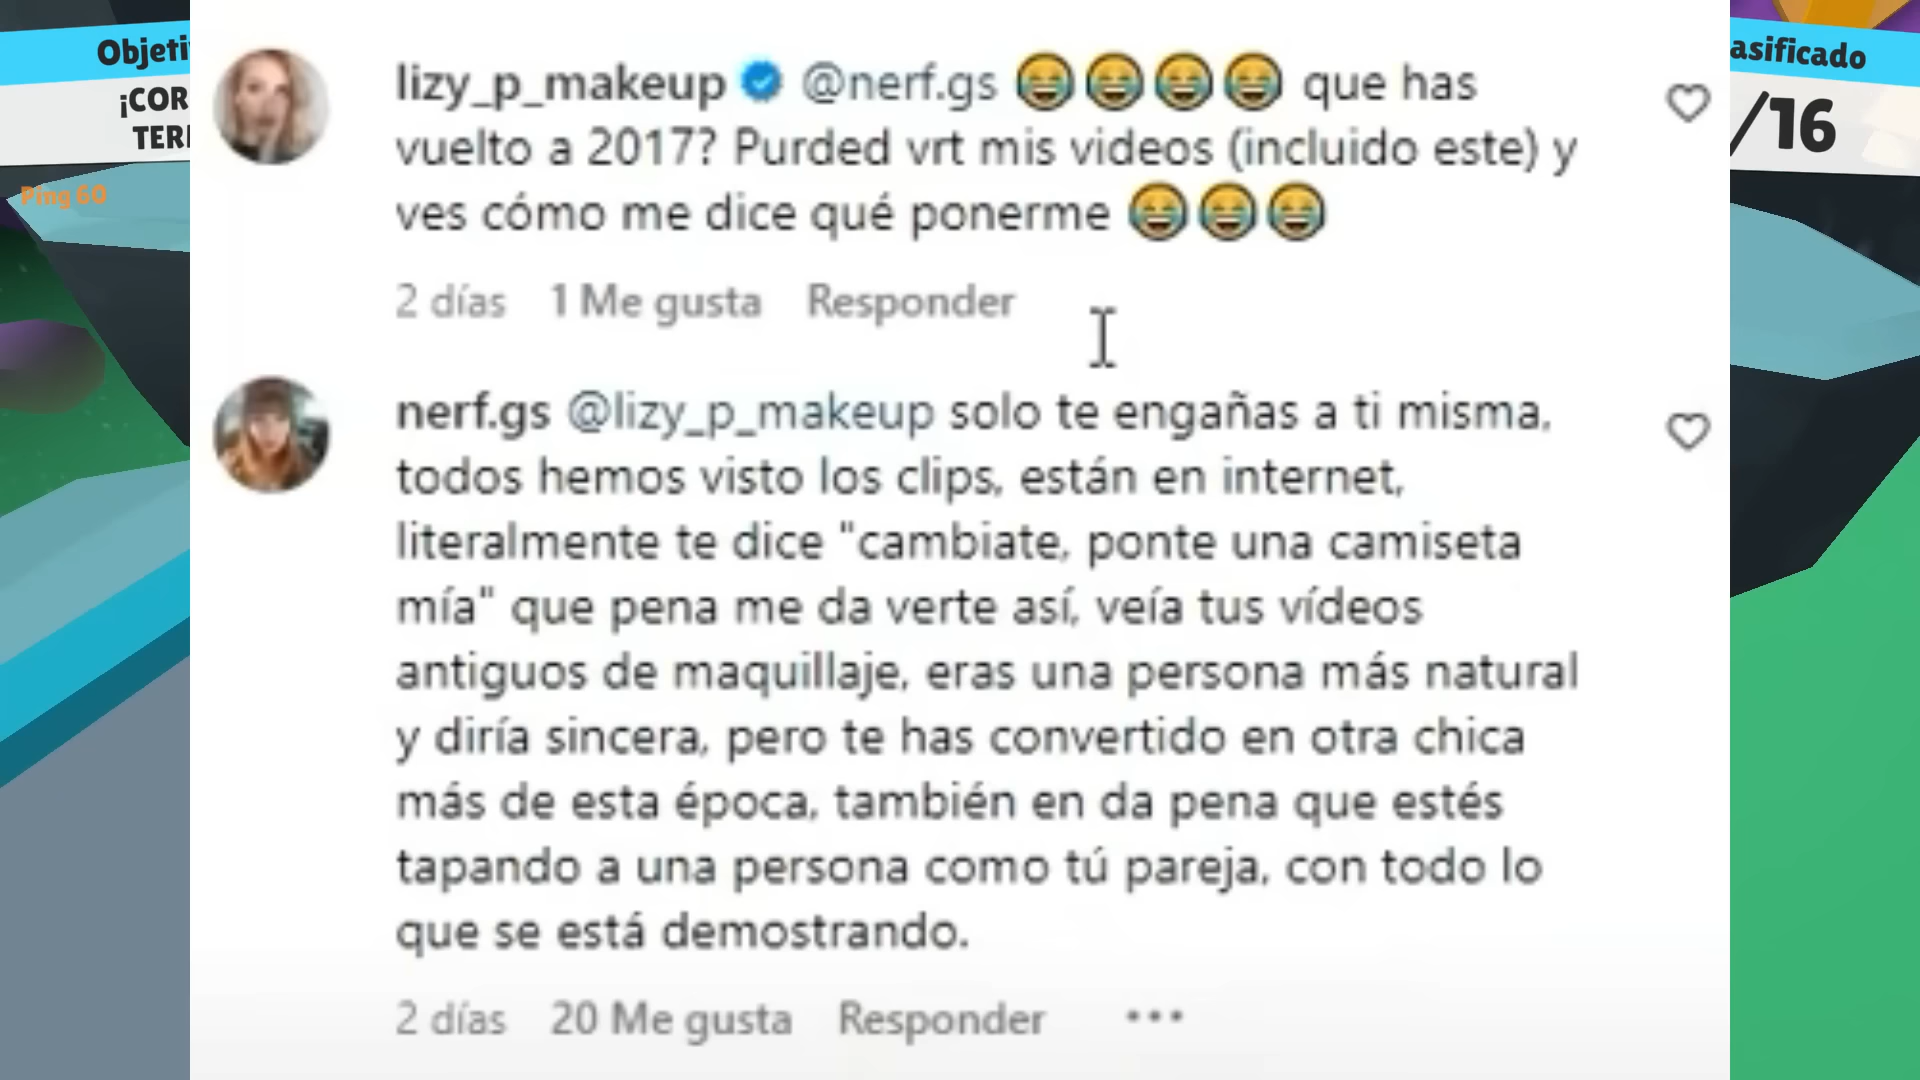 Objeti
¡COR
TERI
Ping 60
asificado
/16
lizy_p_makeup @nerf.gs 😂😂😂😂 que has
vuelto a 2017? Purded vrt mis videos (incluido este) y
ves cómo me dice qué ponerme 😂😂😂
2 días 1 Me gusta Responder
nerf.gs @lizy_p_makeup solo te engañas a ti misma,
todos hemos visto los clips, están en internet,
literalmente te dice "cambiate, ponte una camiseta
mía" que pena me da verte así, veía tus vídeos
antiguos de maquillaje, eras una persona más natural
y diría sincera, pero te has convertido en otra chica
más de esta época, también en da pena que estés
tapando a una persona como tú pareja, con todo lo
que se está demostrando.
2 días 20 Me gusta Responder •••